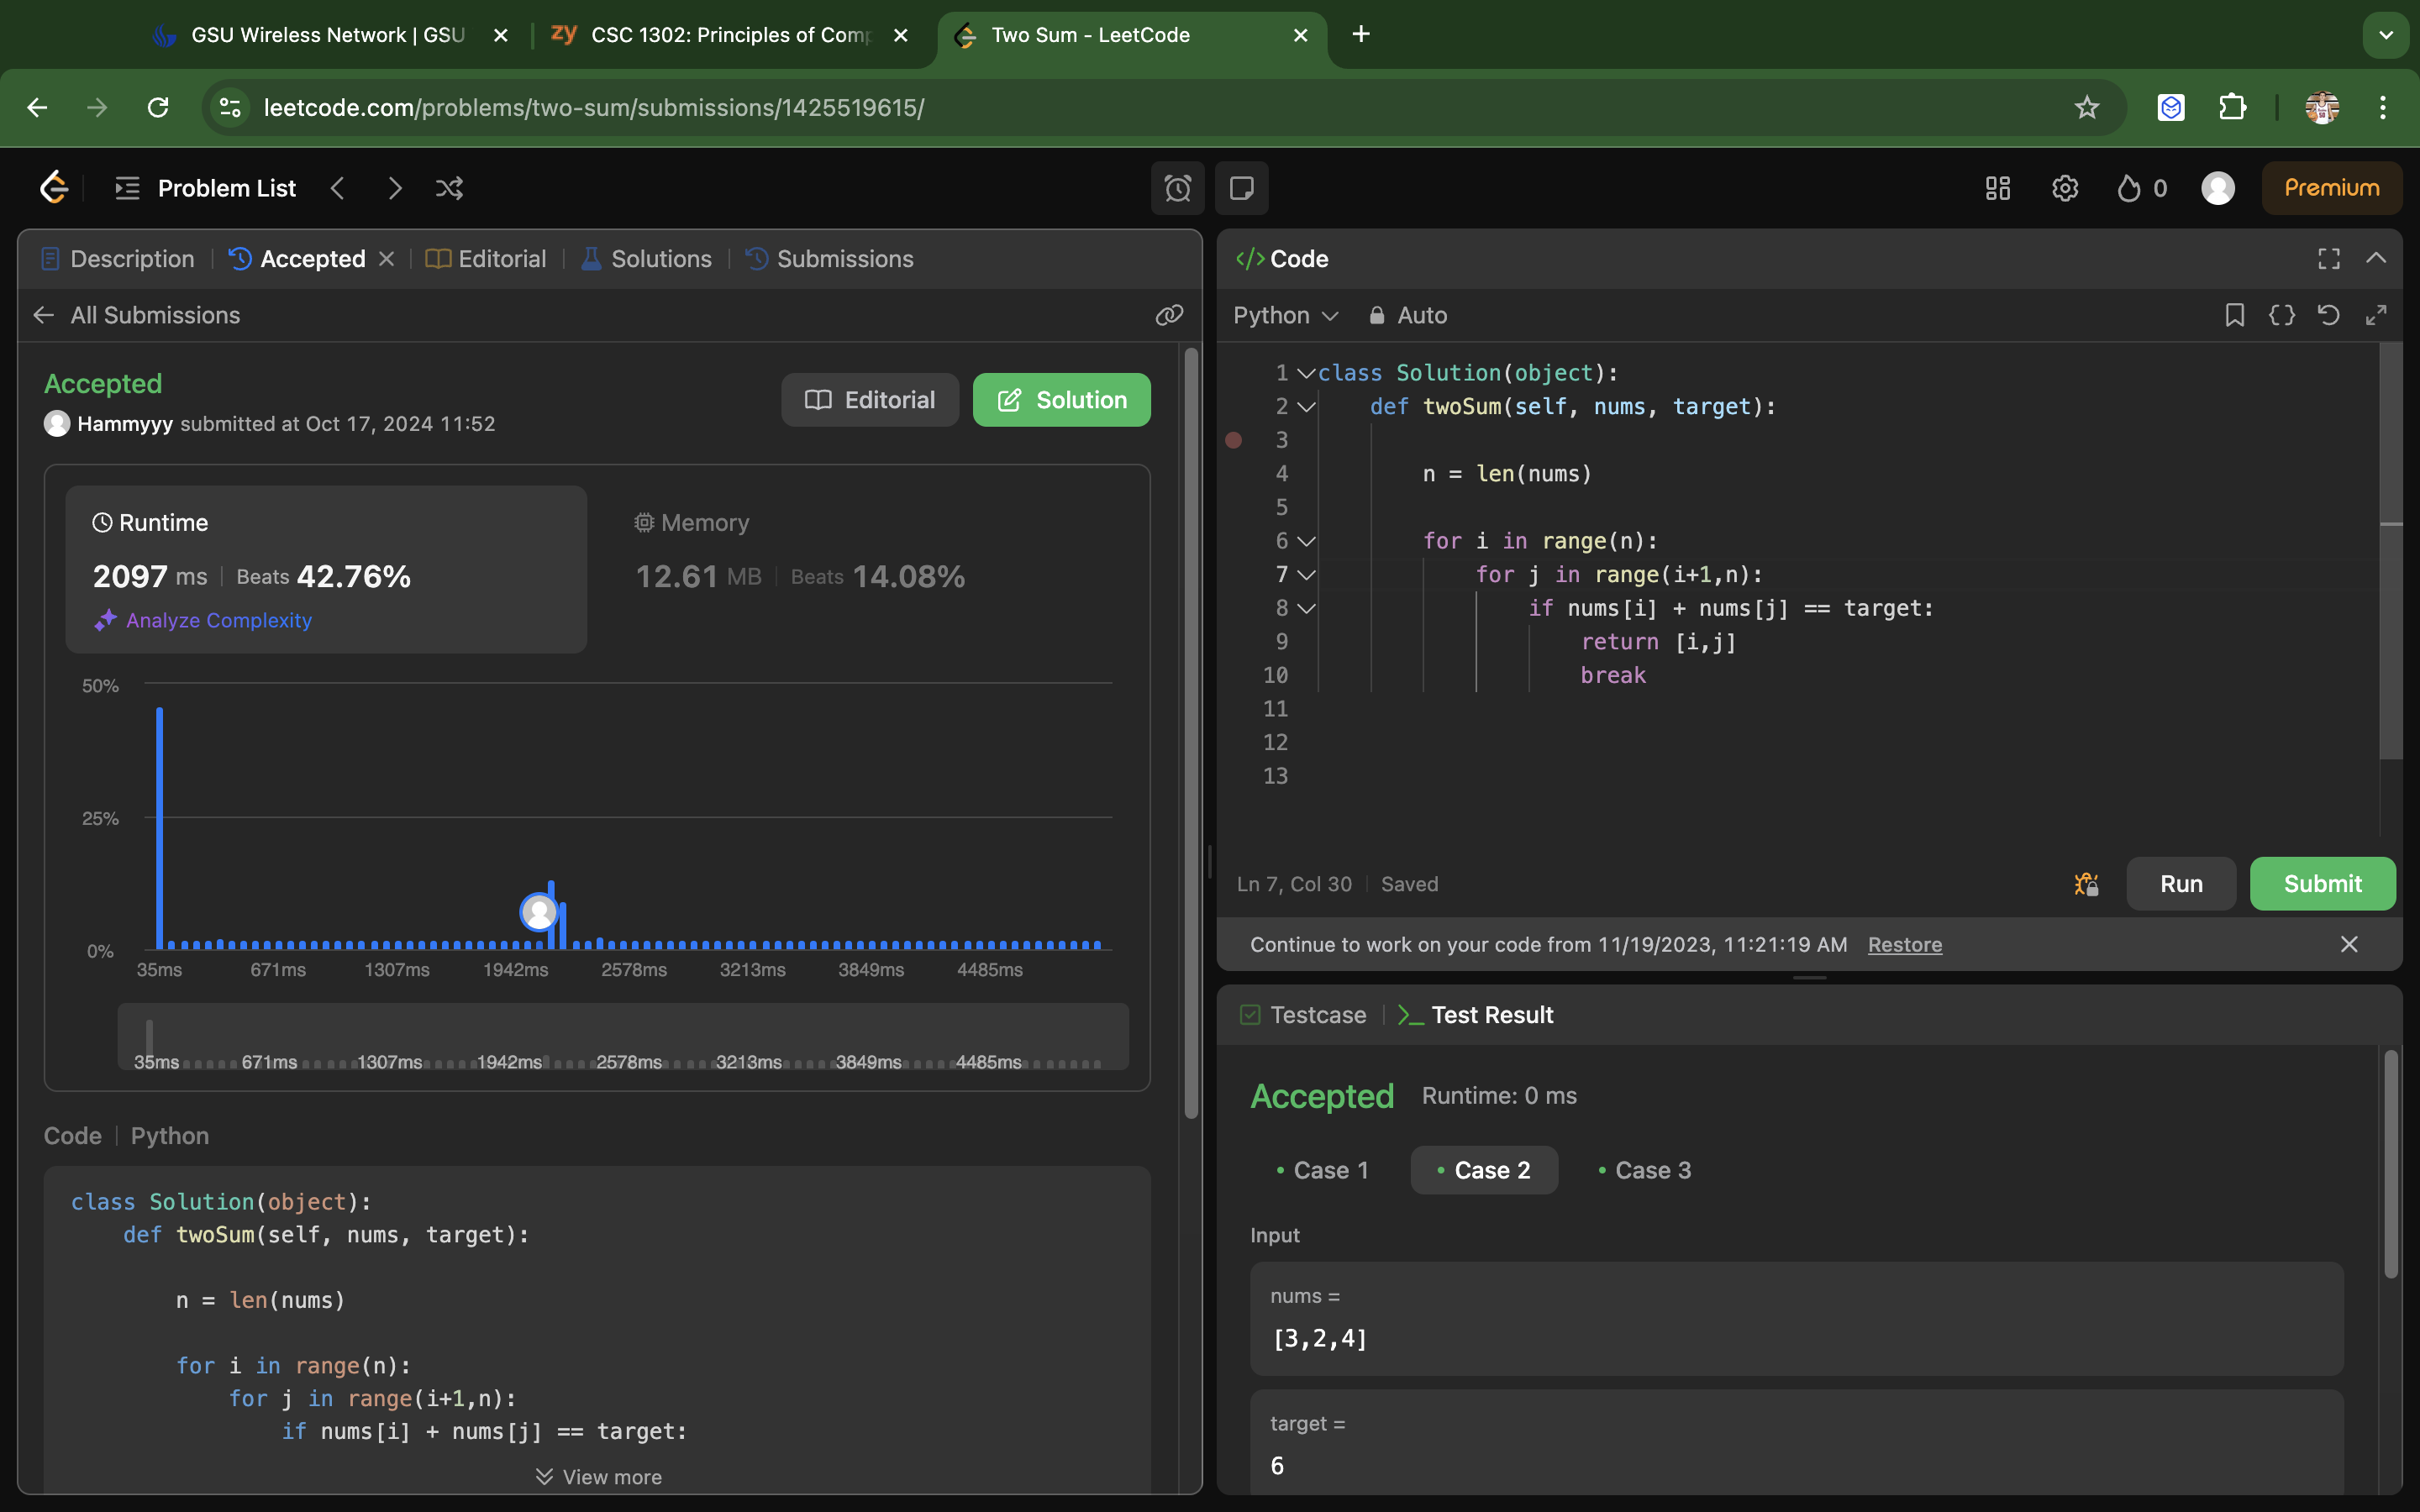 GSU Wireless Network | GSU
zy CSC 1302: Principles of Comp
Two Sum - LeetCode
leetcode.com/problems/two-sum/submissions/1425519615/
Problem List
0
Premium
Description
Accepted
Editorial
Solutions
Submissions
All Submissions
Accepted
Hammyyy submitted at Oct 17, 2024 11:52
Editorial
Solution
Runtime
2097 ms | Beats 42.76%
Analyze Complexity
Memory
12.61 MB | Beats 14.08%
50%
25%
0%
35ms 671ms 1307ms 1942ms 2578ms 3213ms 3849ms 4485ms
35ms 671ms 1307ms 1942ms 2578ms 3213ms 3849ms 4485ms
Code | Python
class Solution(object):
    def twoSum(self, nums, target):
        n = len(nums)
        for i in range(n):
            for j in range(i+1,n):
                if nums[i] + nums[j] == target:
View more
</> Code
Python
Auto
1 class Solution(object):
2     def twoSum(self, nums, target):
3
4         n = len(nums)
5
6         for i in range(n):
7             for j in range(i+1,n):
8                 if nums[i] + nums[j] == target:
9                     return [i,j]
10                     break
11
12
13
Ln 7, Col 30 | Saved
Run
Submit
Continue to work on your code from 11/19/2023, 11:21:19 AM Restore
Testcase
Test Result
Accepted Runtime: 0 ms
• Case 1
• Case 2
• Case 3
Input
nums =
[3,2,4]
target =
6